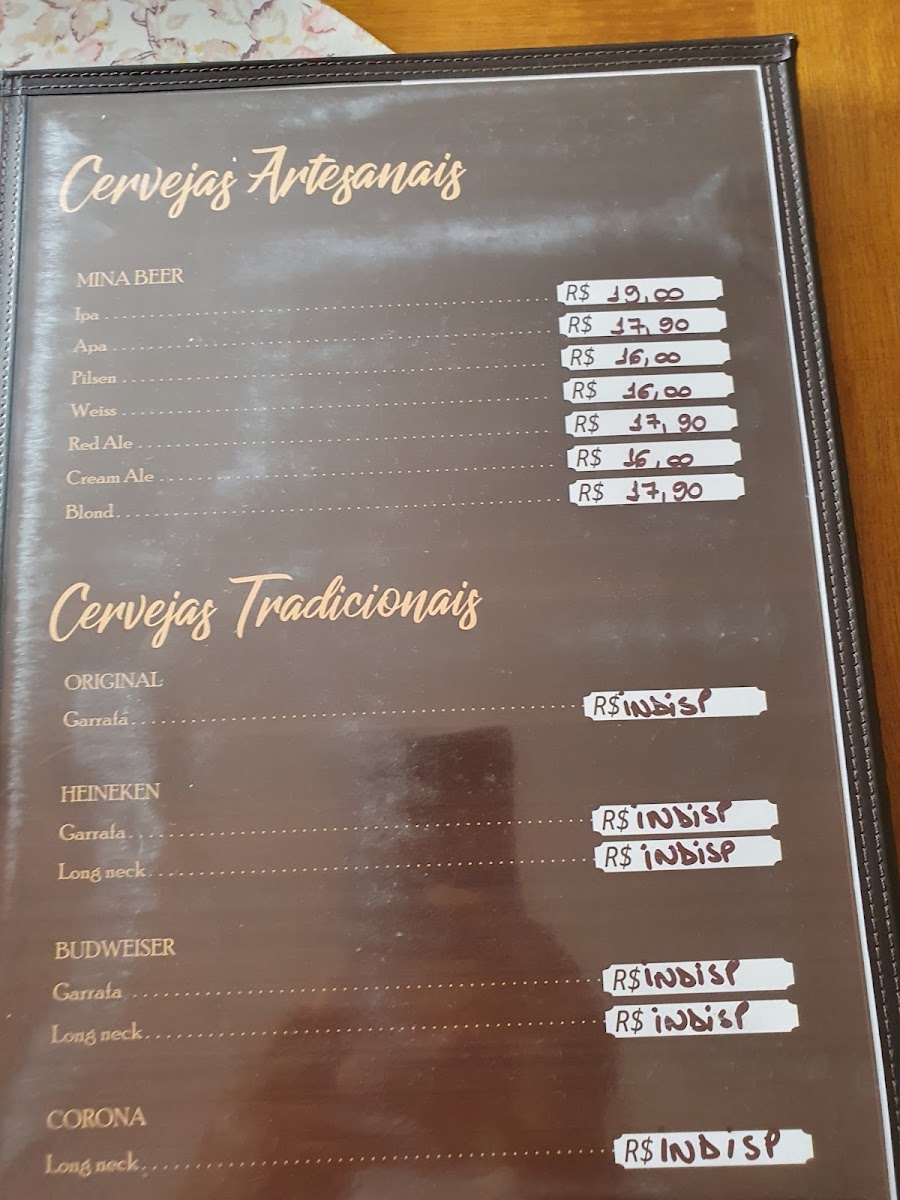 Cervejas Artesanais
MINA BEER
Ipa R$ 19,00
Apa R$ 17,90
Pilsen R$ 16,00
Weiss R$ 16,00
Red Ale R$ 17,90
Cream Ale R$ 16,00
Blond R$ 17,90
Cervejas Tradicionais
ORIGINAL
Garrafa R$ iNDiSP
HEINEKEN
Garrafa R$ iNDiSP
Long neck R$ iNDiSP
BUDWEISER
Garrafa R$ iNDiSP
Long neck R$ iNDiSP
CORONA
Long neck R$ INDiSP